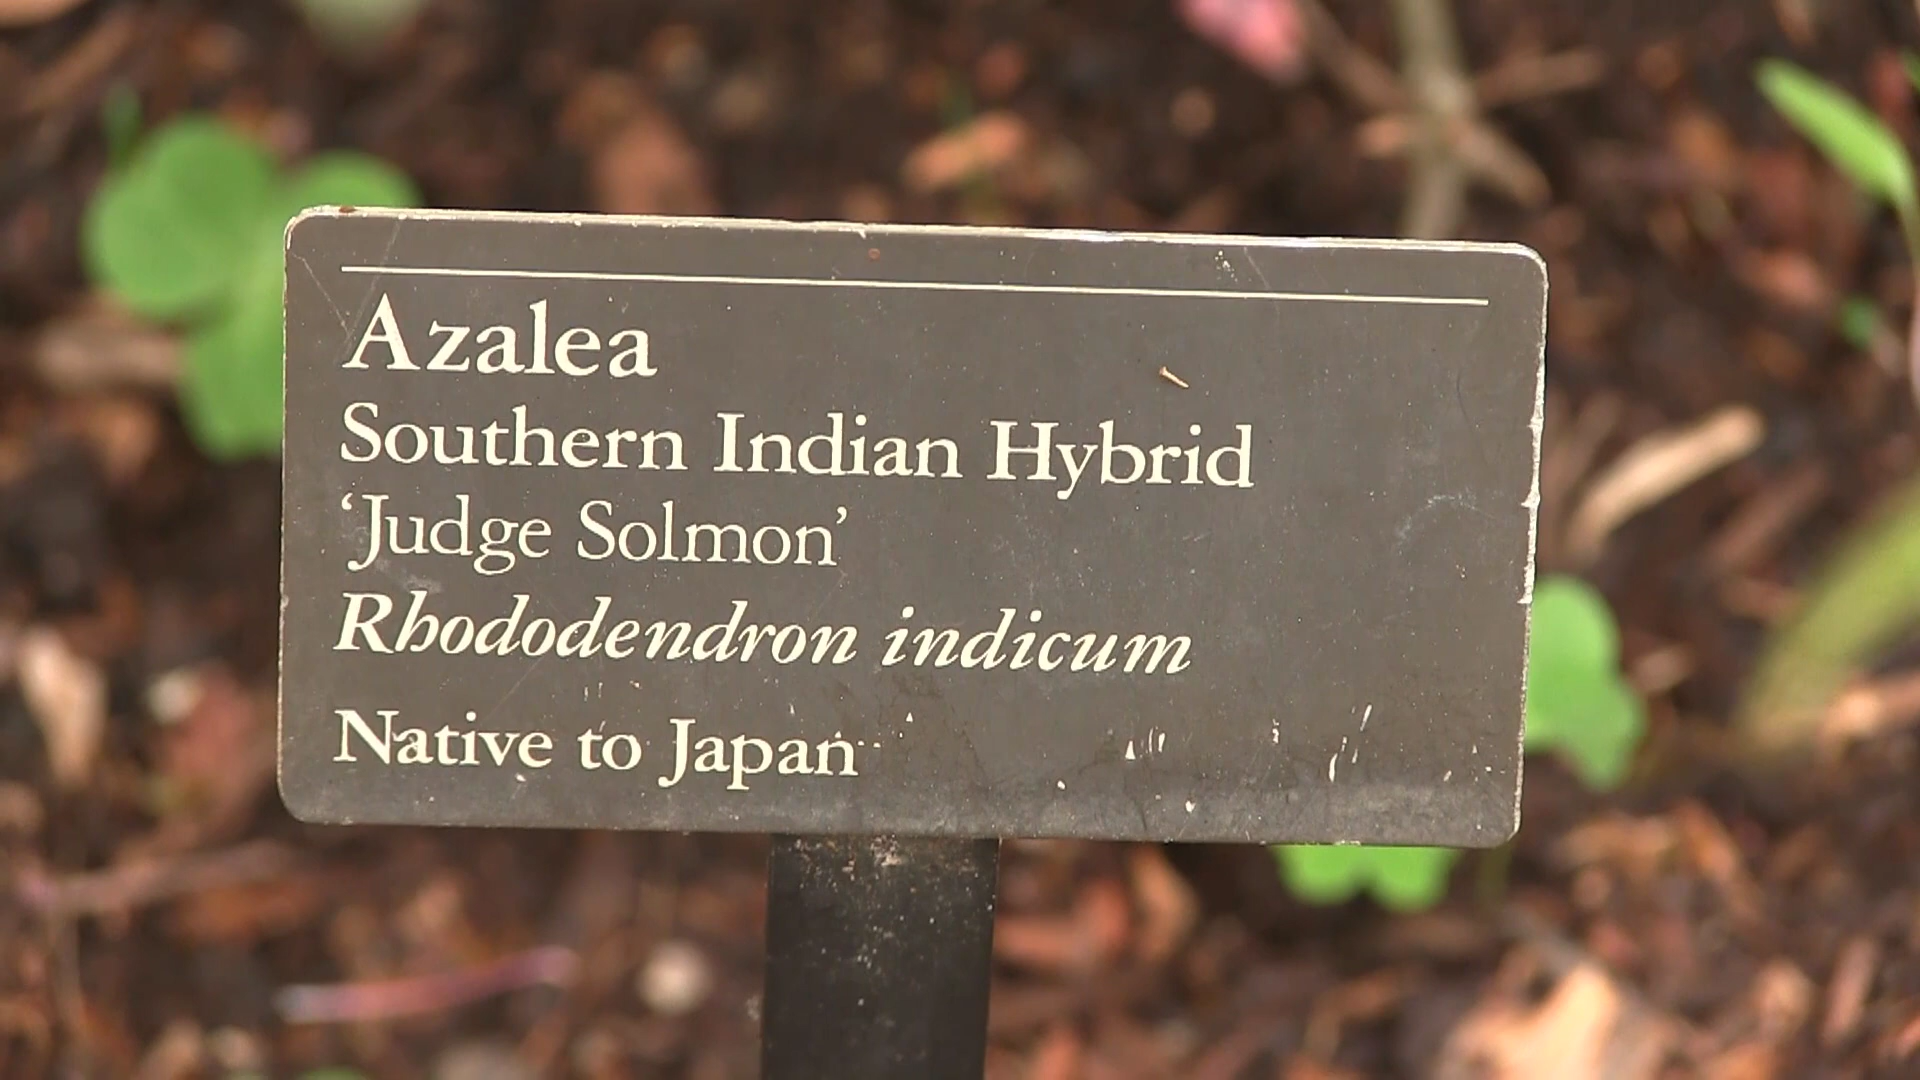 Azalea
Southern Indian Hybrid
‘Judge Solmon’
Rhododendron indicum
Native to Japan